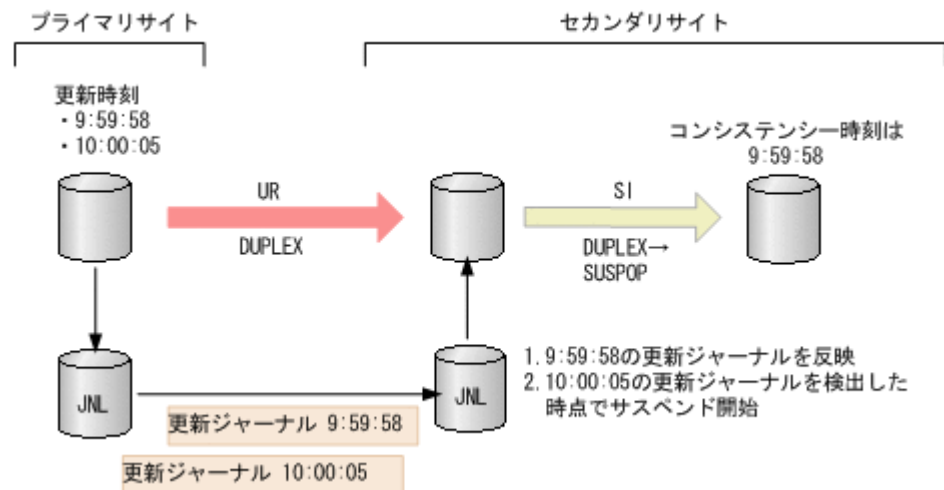 プライマリサイト
セカンダリサイト
更新時刻
・9:59:58
・10:00:05
コンシステンシー時刻は
9:59:58
UR
DUPLEX
SI
DUPLEX→
SUSPOP
JNL
JNL
1.9:59:58の更新ジャーナルを反映
2.10:00:05の更新ジャーナルを検出した
時点でサスペンド開始
更新ジャーナル 9:59:58
更新ジャーナル 10:00:05